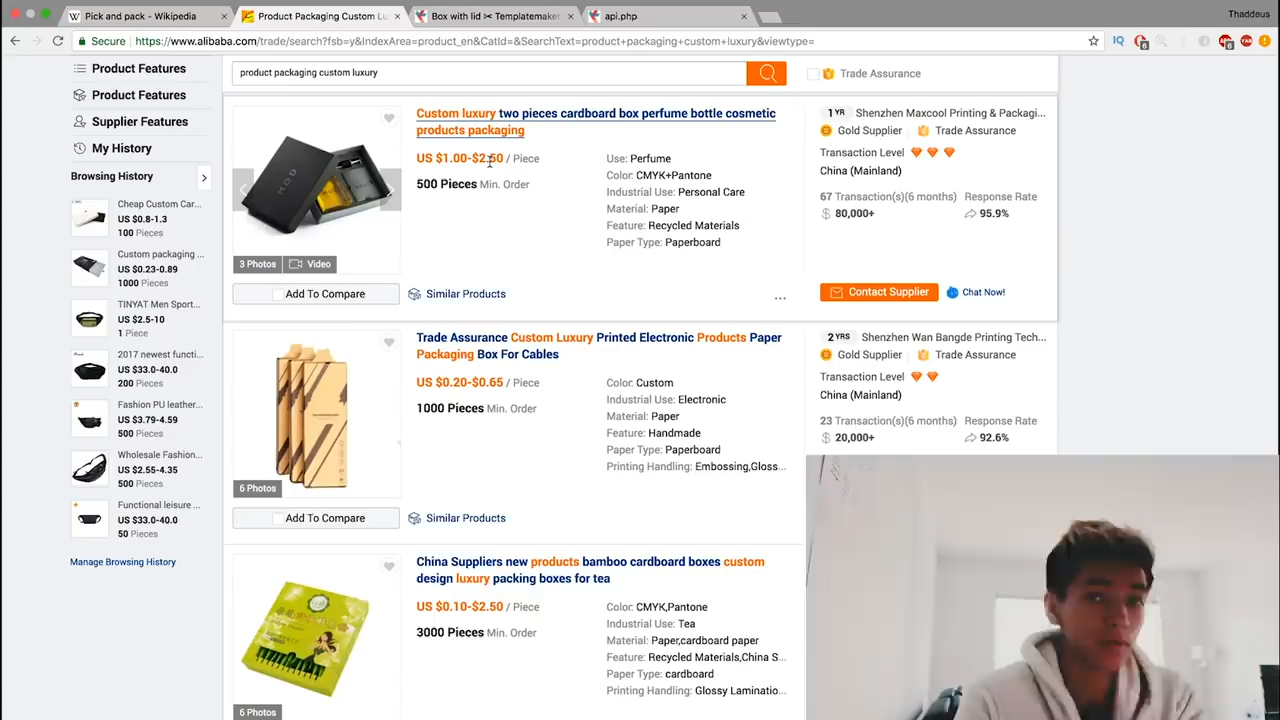 Pick and pack - Wikipedia
Product Packaging Custom Lu
Box with lid ✂ Templatemaker
api.php
Thaddeus
Secure
https://www.alibaba.com/trade/search?fsb=y&IndexArea=product_en&CatId=&SearchText=product+packaging+custom+luxury&viewtype=
IQ
6
ABP
6
YAB
product packaging custom luxury
Trade Assurance
Product Features
Product Features
Supplier Features
My History
Browsing History
Cheap Custom Car...
US $0.8-1.3
100 Pieces
Custom packaging ...
US $0.23-0.89
1000 Pieces
TINYAT Men Sport...
US $2.5-10
1 Piece
2017 newest functi...
US $33.0-40.0
200 Pieces
Fashion PU leather...
US $3.79-4.59
500 Pieces
Wholesale Fashion...
US $2.55-4.35
500 Pieces
Functional leisure ...
US $33.0-40.0
50 Pieces
Manage Browsing History
MOD
3 Photos
Video
Add To Compare
Custom luxury two pieces cardboard box perfume bottle cosmetic
products packaging
US $1.00-$2.50 / Piece
500 Pieces Min. Order
Similar Products
Use: Perfume
Color: CMYK+Pantone
Industrial Use: Personal Care
Material: Paper
Feature: Recycled Materials
Paper Type: Paperboard
...
1 YR Shenzhen Maxcool Printing & Packagi...
Gold Supplier
Trade Assurance
Transaction Level
China (Mainland)
67 Transaction(s)(6 months)
Response Rate
$ 80,000+
95.9%
Contact Supplier
Chat Now!
6 Photos
Add To Compare
Trade Assurance Custom Luxury Printed Electronic Products Paper
Packaging Box For Cables
US $0.20-$0.65 / Piece
1000 Pieces Min. Order
Similar Products
Color: Custom
Industrial Use: Electronic
Material: Paper
Feature: Handmade
Paper Type: Paperboard
Printing Handling: Embossing,Gloss...
2 YRS Shenzhen Wan Bangde Printing Tech...
Gold Supplier
Trade Assurance
Transaction Level
China (Mainland)
23 Transaction(s)(6 months)
Response Rate
$ 20,000+
92.6%
6 Photos
China Suppliers new products bamboo cardboard boxes custom
design luxury packing boxes for tea
US $0.10-$2.50 / Piece
3000 Pieces Min. Order
Color: CMYK,Pantone
Industrial Use: Tea
Material: Paper,cardboard paper
Feature: Recycled Materials,China S...
Paper Type: cardboard
Printing Handling: Glossy Laminatio...